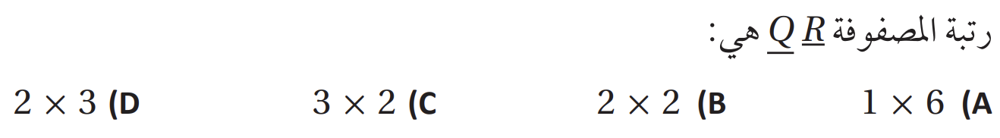 رتبة المصفوفة Q R هي:
A) 1 × 6 B) 2 × 2 C) 3 × 2 D) 2 × 3